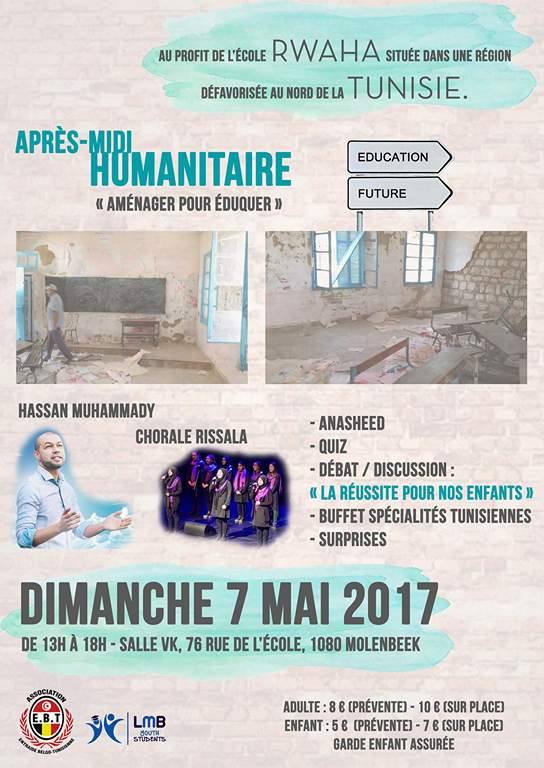 AU PROFIT DE L'ÉCOLE RWAHA SITUÉE DANS UNE RÉGION
DÉFAVORISÉE AU NORD DE LA TUNISIE.
APRÈS-MIDI
HUMANITAIRE
« AMÉNAGER POUR ÉDUQUER »
EDUCATION
FUTURE
HASSAN MUHAMMADY
CHORALE RISSALA
- ANASHEED
- QUIZ
- DÉBAT / DISCUSSION :
« LA RÉUSSITE POUR NOS ENFANTS »
- BUFFET SPÉCIALITÉS TUNISIENNES
- SURPRISES
DIMANCHE 7 MAI 2017
DE 13H À 18H - SALLE VK, 76 RUE DE L'ÉCOLE, 1080 MOLENBEEK
ASSOCIATION
E.B.T
ENTRAIDE BELGO-TUNISIENNE
LMB
YOUTH
STUDENTS
ADULTE : 8 € (PRÉVENTE) - 10 € (SUR PLACE)
ENFANT : 5 € (PRÉVENTE) - 7 € (SUR PLACE)
GARDE ENFANT ASSURÉE